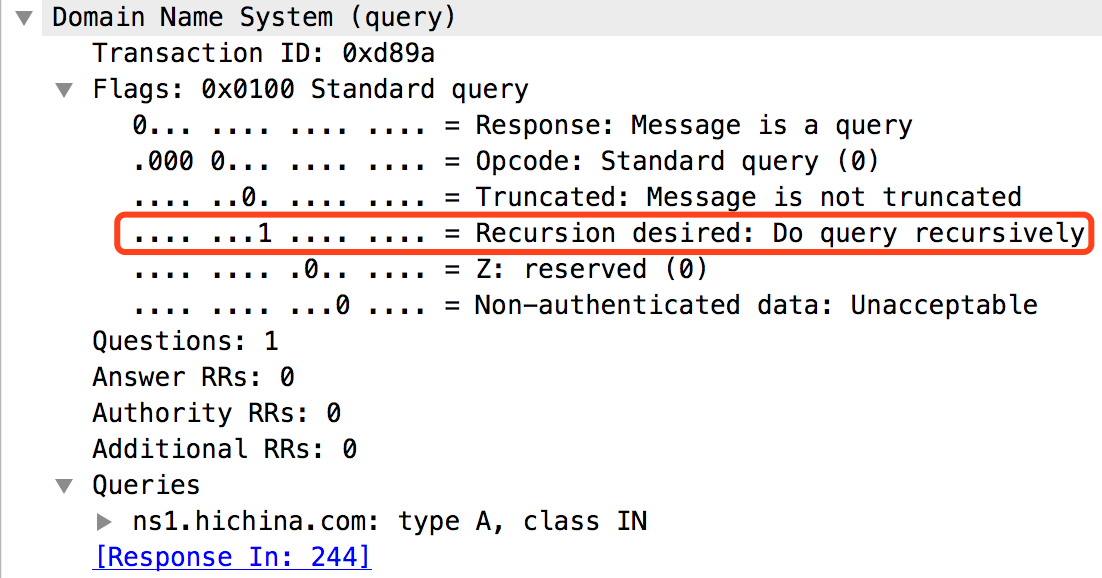 Domain Name System (query)
Transaction ID: 0xd89a
Flags: 0x0100 Standard query
0... .... .... .... = Response: Message is a query
.000 0... .... .... = Opcode: Standard query (0)
.... ..0. .... .... = Truncated: Message is not truncated
.... ...1 .... .... = Recursion desired: Do query recursively
.... .... .0.. .... = Z: reserved (0)
.... .... ...0 .... = Non-authenticated data: Unacceptable
Questions: 1
Answer RRs: 0
Authority RRs: 0
Additional RRs: 0
Queries
ns1.hichina.com: type A, class IN
[Response In: 244]